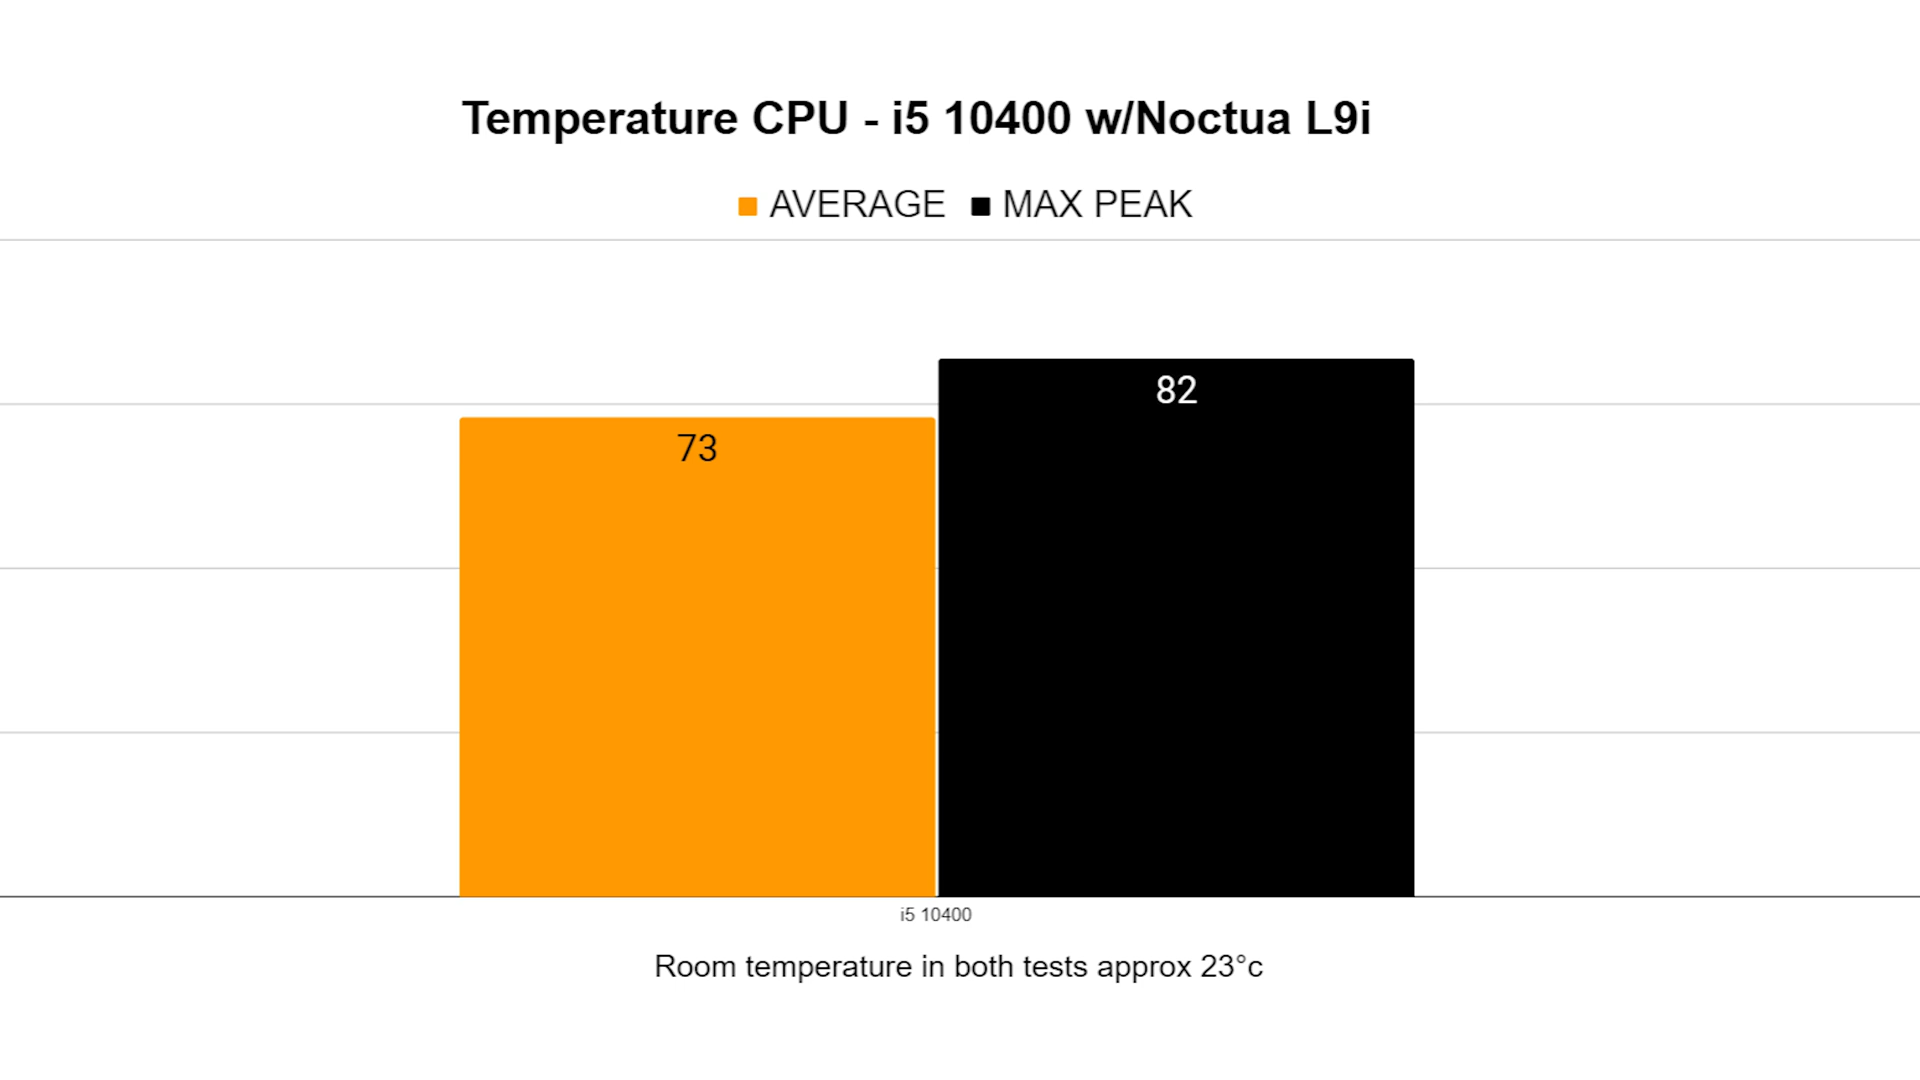 Temperature CPU - i5 10400 w/Noctua L9i
AVERAGE MAX PEAK
82
73
i5 10400
Room temperature in both tests approx 23°c